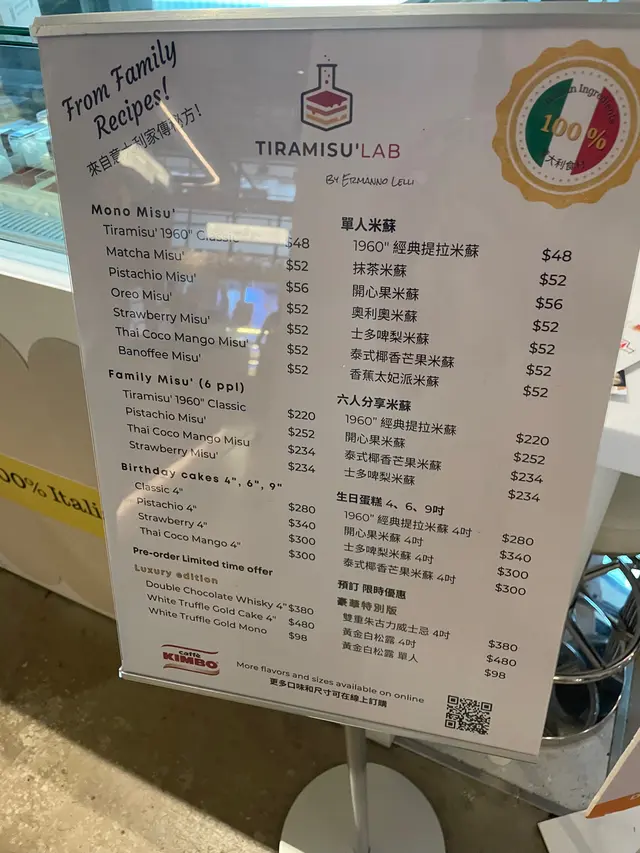 From Family
Recipes!
來自意大利家傳秘方!
TIRAMISU'LAB
BY ERMANNO LELLI
Ingredients
100 %
大利食
Mono Misu'
Tiramisu' 1960" Classic $48
Matcha Misu' $52
Pistachio Misu' $56
Oreo Misu' $52
Strawberry Misu' $52
Thai Coco Mango Misu' $52
Banoffee Misu' $52
Family Misu' (6 ppl)
Tiramisu' 1960" Classic $220
Pistachio Misu' $252
Thai Coco Mango Misu $234
Strawberry Misu' $234
Birthday cakes 4", 6", 9"
Classic 4" $280
Pistachio 4" $340
Strawberry 4" $300
Thai Coco Mango 4" $300
Pre-order Limited time offer
Luxury edition
Double Chocolate Whisky 4" $380
White Truffle Gold Cake 4" $480
White Truffle Gold Mono $98
單人米蘇
1960" 經典提拉米蘇 $48
抹茶米蘇 $52
開心果米蘇 $56
奧利奧米蘇 $52
士多啤梨米蘇 $52
泰式椰香芒果米蘇 $52
香蕉太妃派米蘇 $52
六人分享米蘇
1960" 經典提拉米蘇 $220
開心果米蘇 $252
泰式椰香芒果米蘇 $234
士多啤梨米蘇 $234
生日蛋糕 4、6、9吋
1960" 經典提拉米蘇 4吋 $280
開心果米蘇 4吋 $340
士多啤梨米蘇 4吋 $300
泰式椰香芒果米蘇 4吋 $300
預訂 限時優惠
豪華特別版
雙重朱古力威士忌 4吋 $380
黃金白松露 4吋 $480
黃金白松露 單人 $98
caffè
KIMBO
More flavors and sizes available on online
更多口味和尺寸可在線上訂購
00% Itali